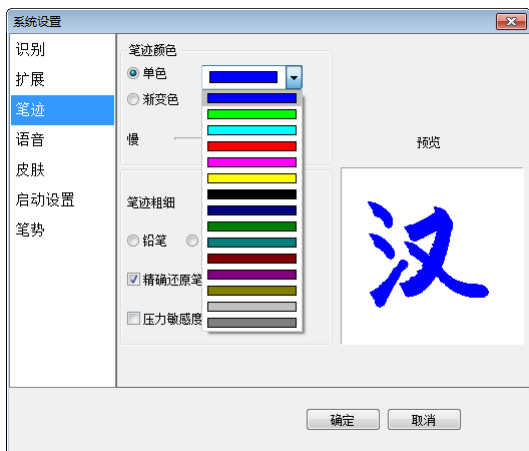 系统设置
识别
扩展
笔迹
语音
皮肤
启动设置
笔势
笔迹颜色
单色
渐变色
慢
笔迹粗细
铅笔
精确还原笔
压力敏感度
预览
汉
确定
取消